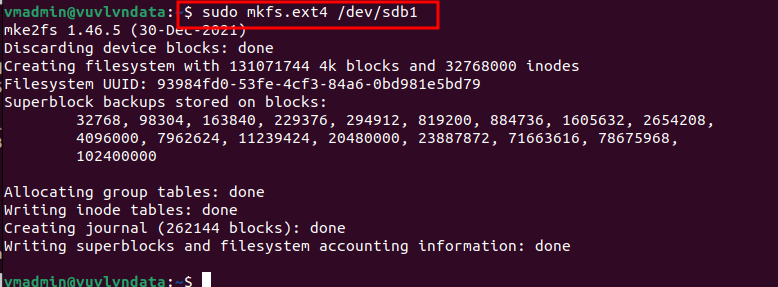 vmadmin@vuvlvndata:~$ sudo mkfs.ext4 /dev/sdb1
mke2fs 1.46.5 (30-Dec-2021)
Discarding device blocks: done
Creating filesystem with 131071744 4k blocks and 32768000 inodes
Filesystem UUID: 93984fd0-53fe-4cf3-84a6-0bd981e5bd79
Superblock backups stored on blocks:
32768, 98304, 163840, 229376, 294912, 819200, 884736, 1605632, 2654208,
4096000, 7962624, 11239424, 20480000, 23887872, 71663616, 78675968,
102400000
Allocating group tables: done
Writing inode tables: done
Creating journal (262144 blocks): done
Writing superblocks and filesystem accounting information: done
vmadmin@vuvlvndata:~$